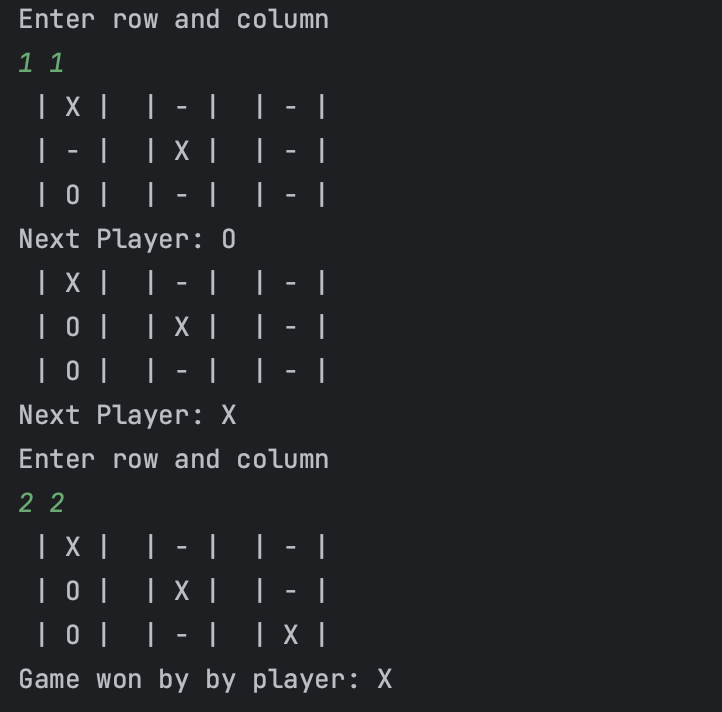 Enter row and column
1 1
| X |  | - |  | - |
| - |  | X |  | - |
| O |  | - |  | - |
Next Player: O
| X |  | - |  | - |
| O |  | X |  | - |
| O |  | - |  | - |
Next Player: X
Enter row and column
2 2
| X |  | - |  | - |
| O |  | X |  | - |
| O |  | - |  | X |
Game won by by player: X